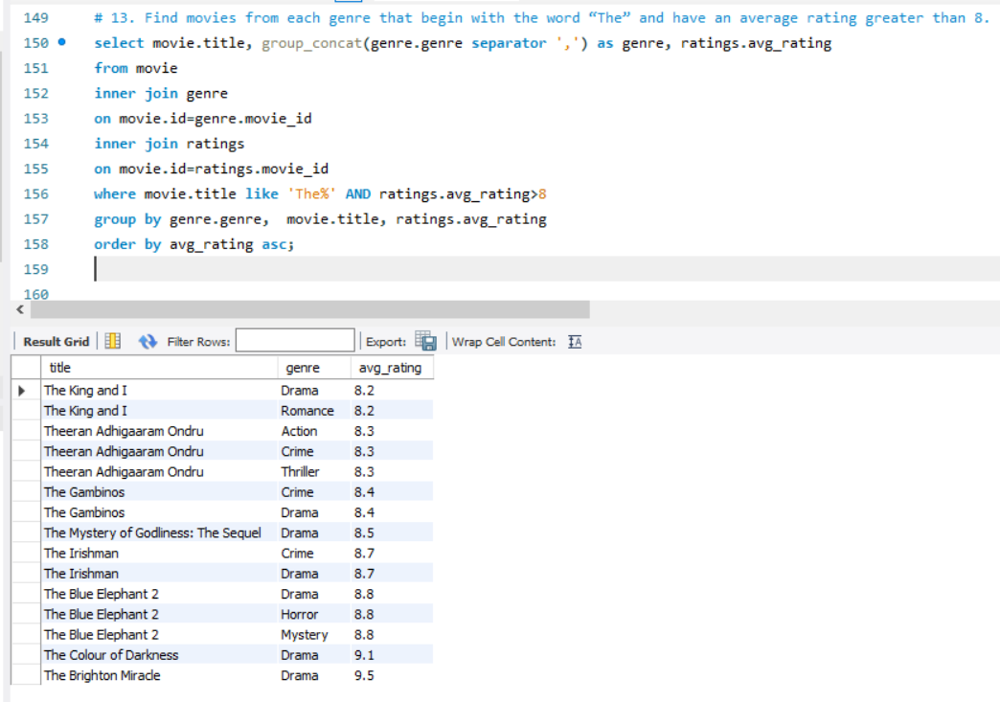 149 # 13. Find movies from each genre that begin with the word “The” and have an average rating greater than 8.
150 select movie.title, group_concat(genre.genre separator ',') as genre, ratings.avg_rating
151 from movie
152 inner join genre
153 on movie.id=genre.movie_id
154 inner join ratings
155 on movie.id=ratings.movie_id
156 where movie.title like 'The%' AND ratings.avg_rating>8
157 group by genre.genre,  movie.title, ratings.avg_rating
158 order by avg_rating asc;
159
160
Result Grid Filter Rows: Export: Wrap Cell Content:
title genre avg_rating
The King and I Drama 8.2
The King and I Romance 8.2
Theeran Adhigaaram Ondru Action 8.3
Theeran Adhigaaram Ondru Crime 8.3
Theeran Adhigaaram Ondru Thriller 8.3
The Gambinos Crime 8.4
The Gambinos Drama 8.4
The Mystery of Godliness: The Sequel Drama 8.5
The Irishman Crime 8.7
The Irishman Drama 8.7
The Blue Elephant 2 Drama 8.8
The Blue Elephant 2 Horror 8.8
The Blue Elephant 2 Mystery 8.8
The Colour of Darkness Drama 9.1
The Brighton Miracle Drama 9.5